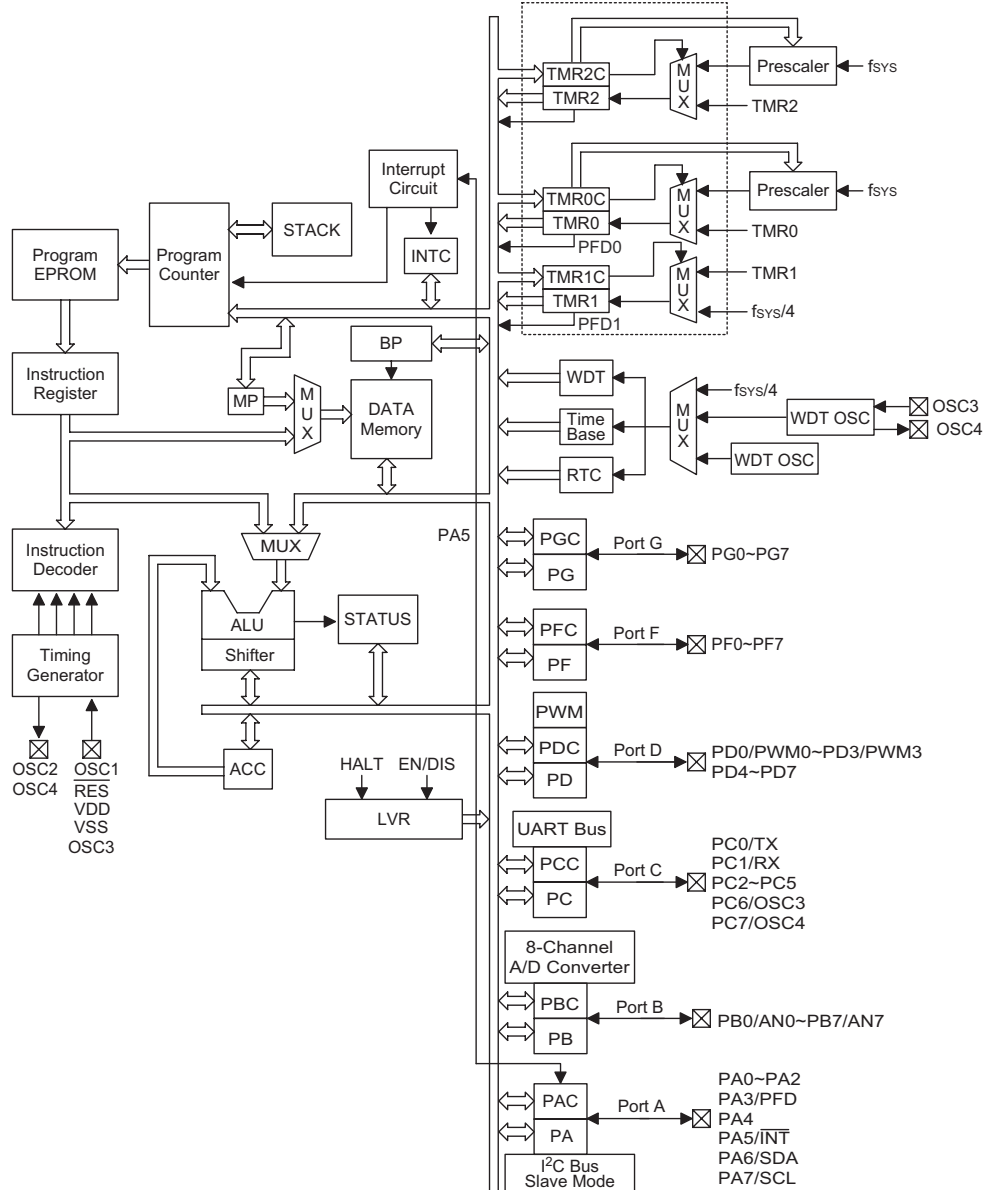 TMR2C
TMR2
MUX
Prescaler
fSYS
TMR2
Interrupt
Circuit
TMR0C
TMR0
PFD0
MUX
Prescaler
fSYS
TMR0
STACK
Program
EPROM
Program
Counter
INTC
TMR1C
TMR1
PFD1
MUX
TMR1
fSYS/4
BP
Instruction
Register
MP
MUX
DATA
Memory
WDT
Time
Base
RTC
MUX
fSYS/4
WDT OSC
OSC3
OSC4
WDT OSC
PA5
Instruction
Decoder
MUX
PGC
PG
Port G
PG0~PG7
ALU
Shifter
STATUS
Timing
Generator
PFC
PF
Port F
PF0~PF7
PWM
PDC
PD
Port D
PD0/PWM0~PD3/PWM3
PD4~PD7
OSC2
OSC4
OSC1
R̅E̅S̅
VDD
VSS
OSC3
ACC
HALT
EN/DIS
LVR
UART Bus
PCC
PC
Port C
PC0/TX
PC1/RX
PC2~PC5
PC6/OSC3
PC7/OSC4
8-Channel
A/D Converter
PBC
PB
Port B
PB0/AN0~PB7/AN7
PAC
PA
Port A
PA0~PA2
PA3/PFD
PA4
PA5/I̅N̅T̅
PA6/SDA
PA7/SCL
I²C Bus
Slave Mode